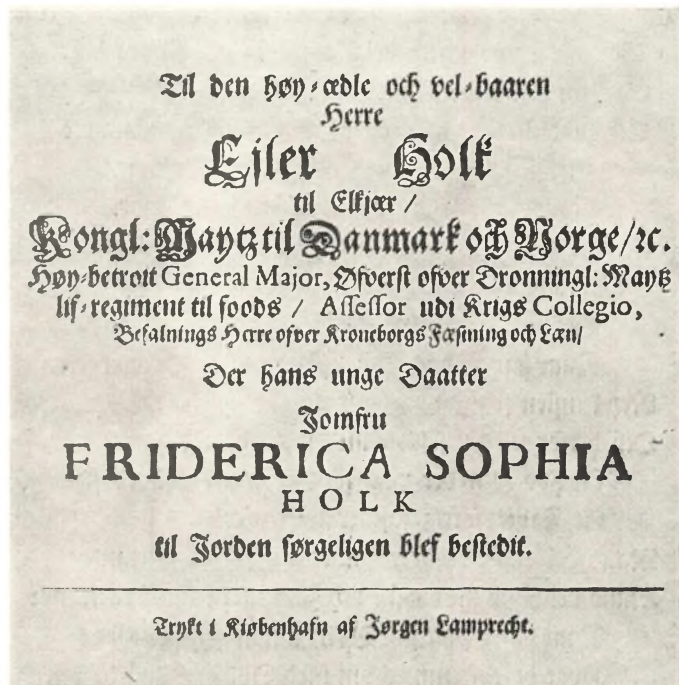 Til den høy-ædle och vel-baaren
Herre
Ejler Holk
til Elkjær /
Kongl: Maytz til Danmark och Norge / ꝛc.
Høy-betrott General Major, Øfverst ofver Dronningl: Maytz
lif-regiment til foods / Assessor udi Krigs Collegio,
Befalnings Herre ofver Kroneborgs Fæstning och Læn/
Der hans unge Daatter
Jomfru
FRIDERICA SOPHIA
HOLK
til Jorden sørgeligen blef bestedit.
Trykt i Kiøbenhafn af Jørgen Lamprecht.